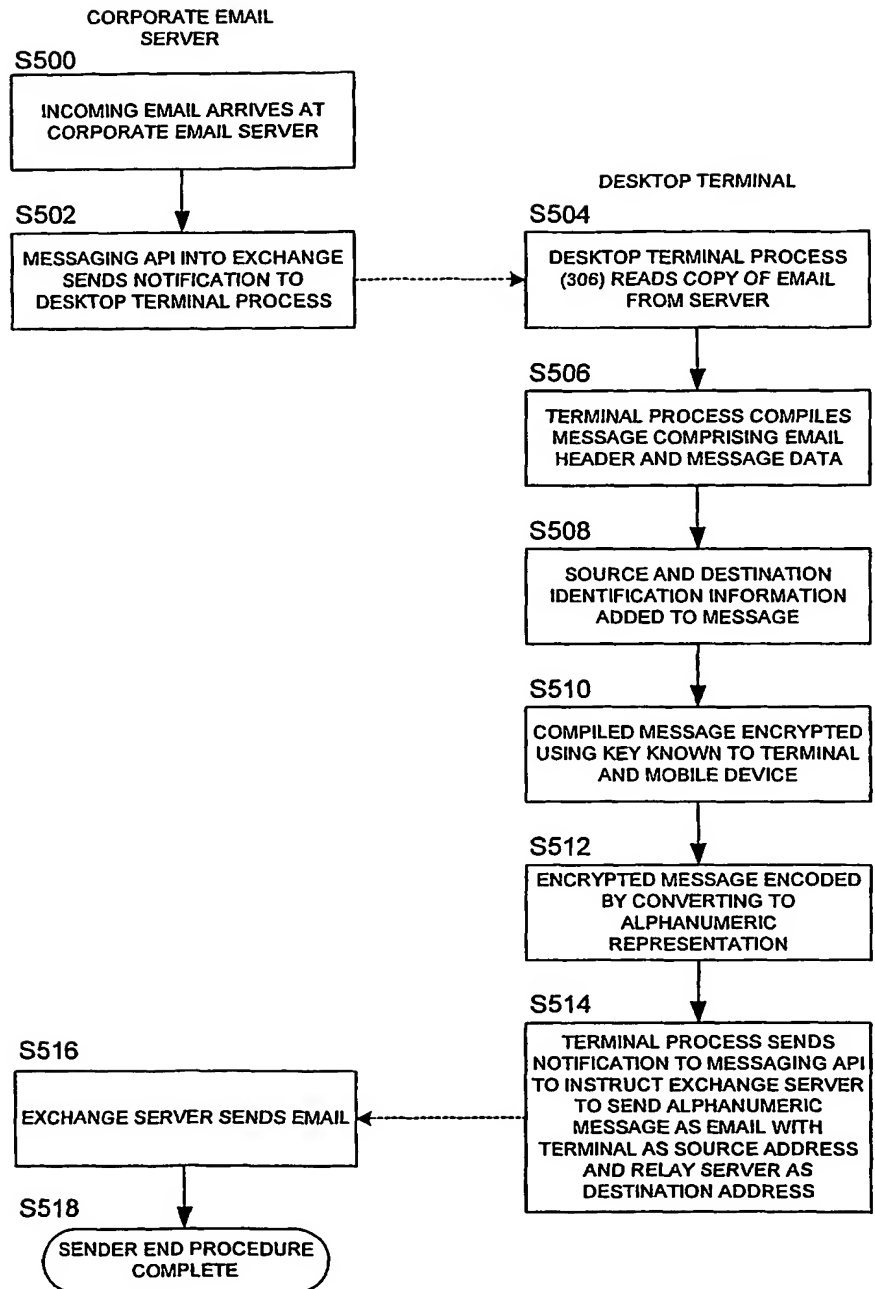 CORPORATE EMAIL
SERVER
S500
INCOMING EMAIL ARRIVES AT
CORPORATE EMAIL SERVER
S502
MESSAGING API INTO EXCHANGE
SENDS NOTIFICATION TO
DESKTOP TERMINAL PROCESS
DESKTOP TERMINAL
S504
DESKTOP TERMINAL PROCESS
(306) READS COPY OF EMAIL
FROM SERVER
S506
TERMINAL PROCESS COMPILES
MESSAGE COMPRISING EMAIL
HEADER AND MESSAGE DATA
S508
SOURCE AND DESTINATION
IDENTIFICATION INFORMATION
ADDED TO MESSAGE
S510
COMPILED MESSAGE ENCRYPTED
USING KEY KNOWN TO TERMINAL
AND MOBILE DEVICE
S512
ENCRYPTED MESSAGE ENCODED
BY CONVERTING TO
ALPHANUMERIC
REPRESENTATION
S514
TERMINAL PROCESS SENDS
NOTIFICATION TO MESSAGING API
TO INSTRUCT EXCHANGE SERVER
TO SEND ALPHANUMERIC
MESSAGE AS EMAIL WITH
TERMINAL AS SOURCE ADDRESS
AND RELAY SERVER AS
DESTINATION ADDRESS
S516
EXCHANGE SERVER SENDS EMAIL
S518
SENDER END PROCEDURE
COMPLETE